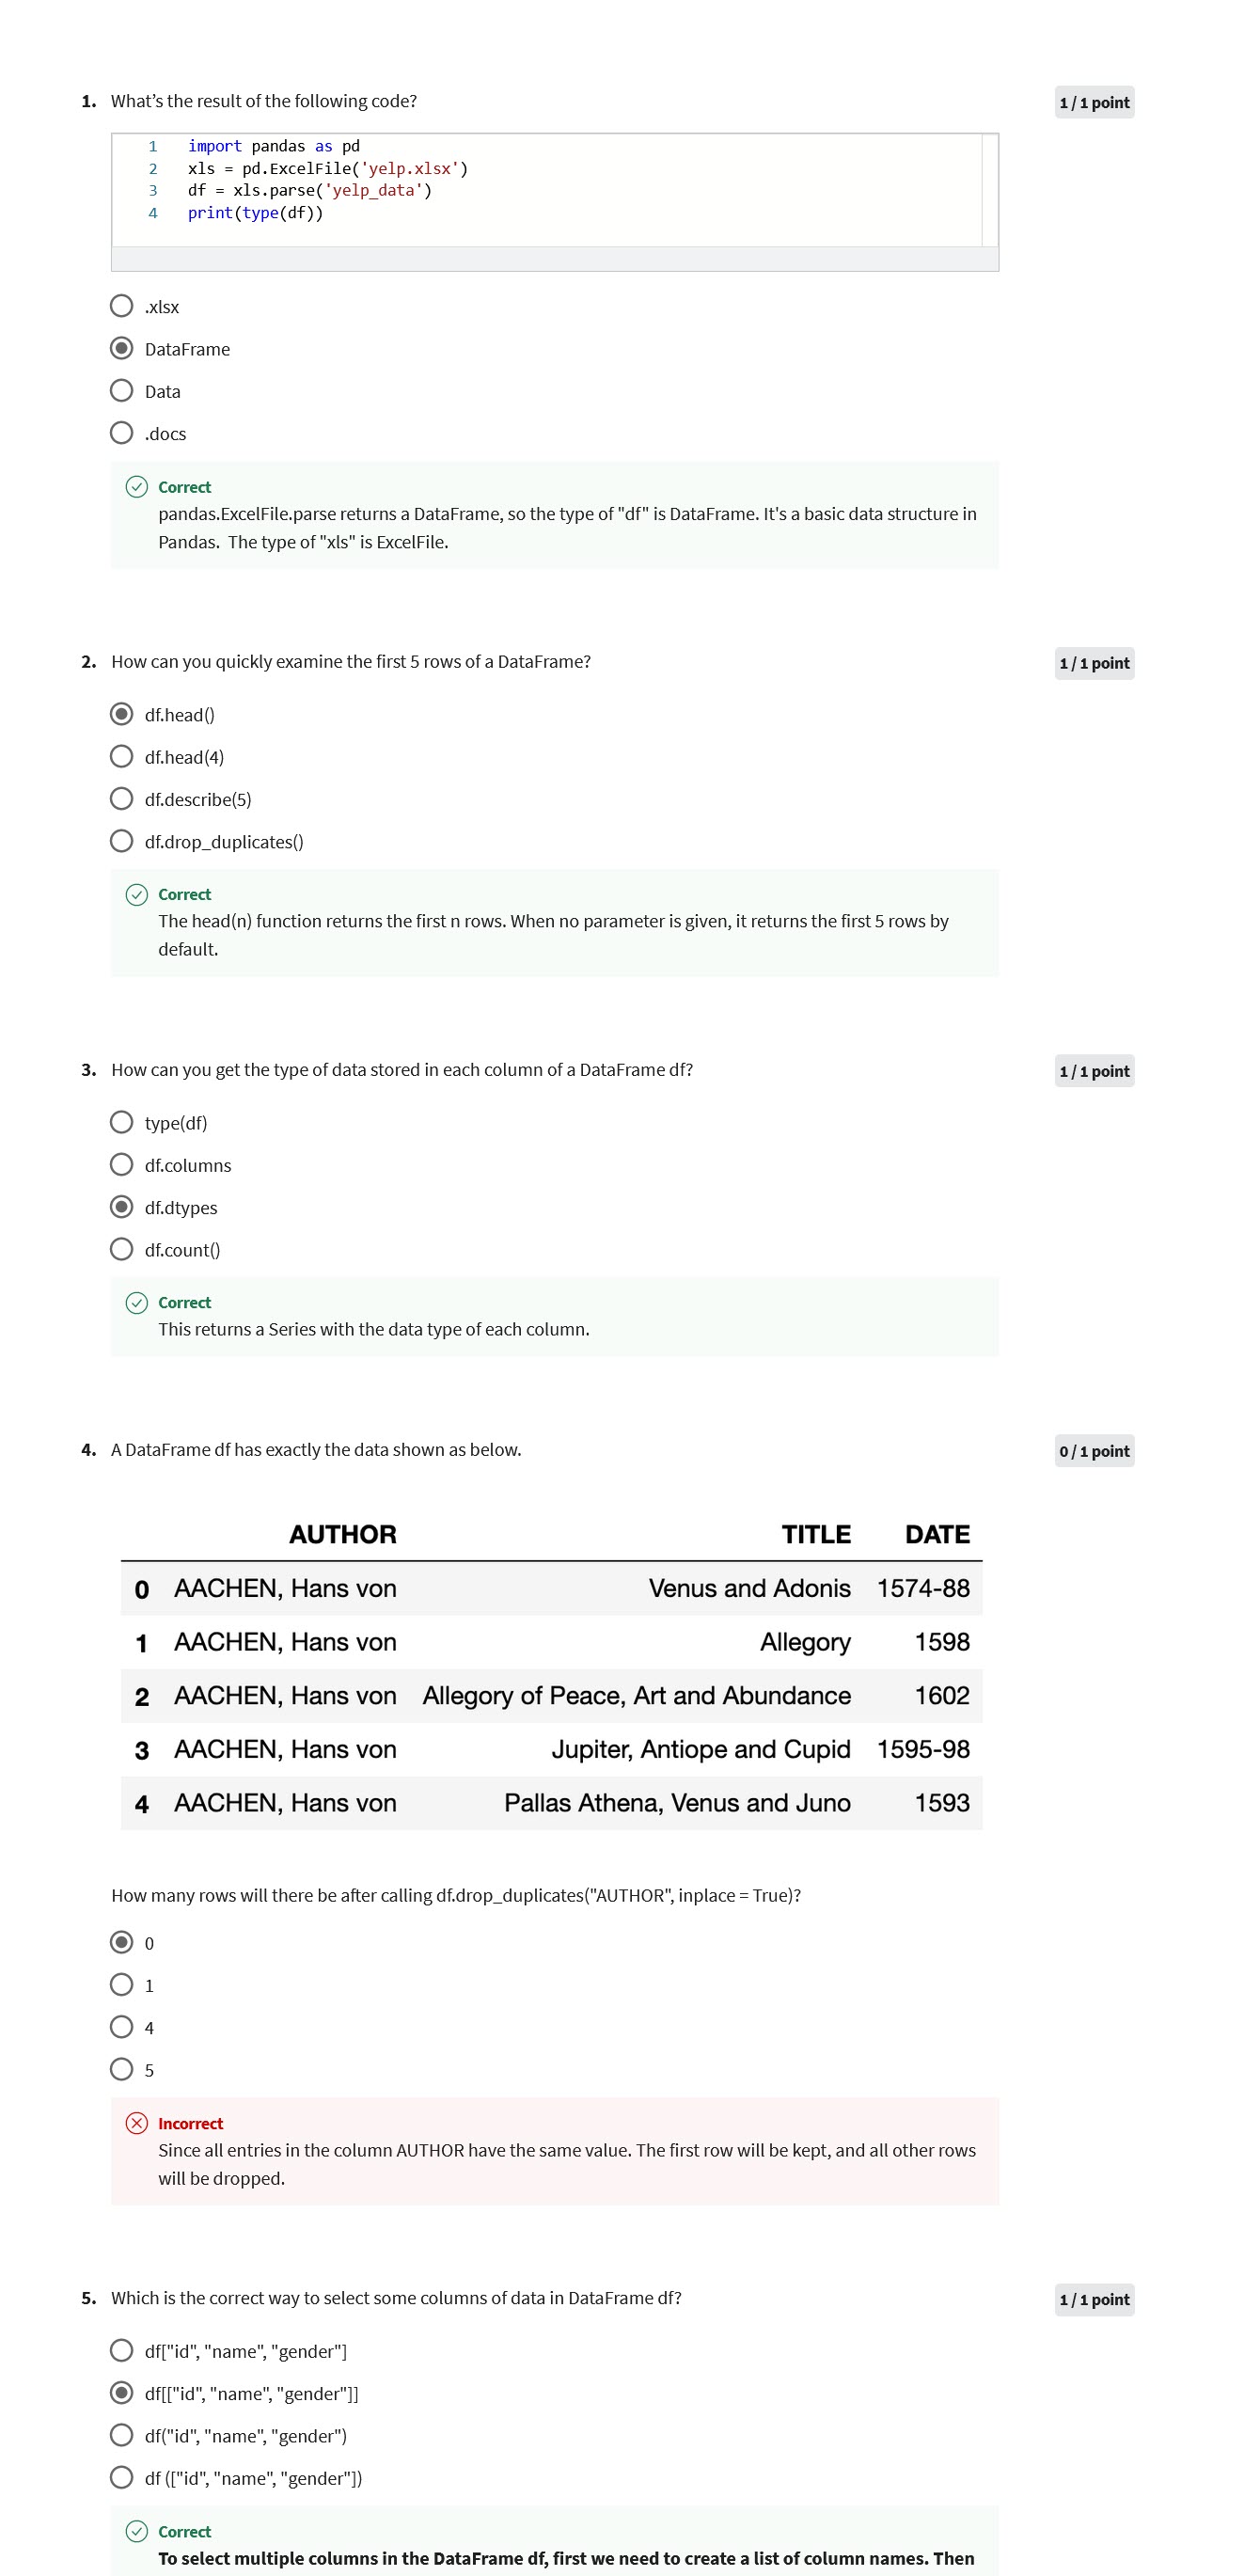 1. What’s the result of the following code?
1 / 1 point
1 import pandas as pd
2 xls = pd.ExcelFile('yelp.xlsx')
3 df = xls.parse('yelp_data')
4 print(type(df))
.xlsx
DataFrame
Data
.docs
Correct
pandas.ExcelFile.parse returns a DataFrame, so the type of "df" is DataFrame. It's a basic data structure in
Pandas.  The type of "xls" is ExcelFile.
2. How can you quickly examine the first 5 rows of a DataFrame?
1 / 1 point
df.head()
df.head(4)
df.describe(5)
df.drop_duplicates()
Correct
The head(n) function returns the first n rows. When no parameter is given, it returns the first 5 rows by
default.
3. How can you get the type of data stored in each column of a DataFrame df?
1 / 1 point
type(df)
df.columns
df.dtypes
df.count()
Correct
This returns a Series with the data type of each column.
4. A DataFrame df has exactly the data shown as below.
0 / 1 point
AUTHOR TITLE DATE
0 AACHEN, Hans von Venus and Adonis 1574-88
1 AACHEN, Hans von Allegory 1598
2 AACHEN, Hans von Allegory of Peace, Art and Abundance 1602
3 AACHEN, Hans von Jupiter, Antiope and Cupid 1595-98
4 AACHEN, Hans von Pallas Athena, Venus and Juno 1593
How many rows will there be after calling df.drop_duplicates("AUTHOR", inplace = True)?
0
1
4
5
Incorrect
Since all entries in the column AUTHOR have the same value. The first row will be kept, and all other rows
will be dropped.
5. Which is the correct way to select some columns of data in DataFrame df?
1 / 1 point
df["id", "name", "gender"]
df[["id", "name", "gender"]]
df("id", "name", "gender")
df (["id", "name", "gender"])
Correct
To select multiple columns in the DataFrame df, first we need to create a list of column names. Then